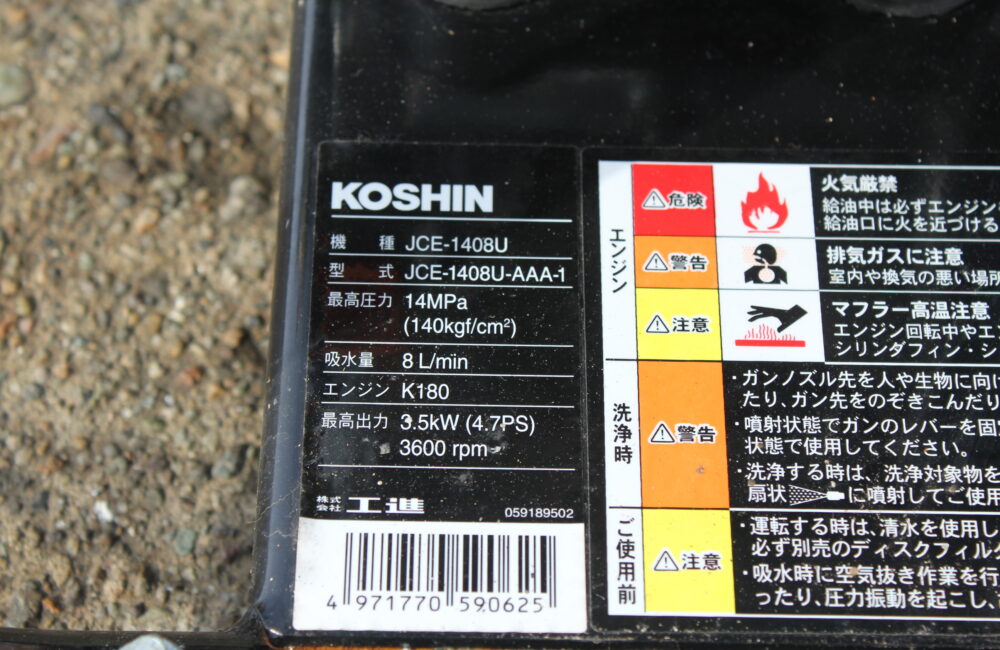 KOSHIN
機 種 JCE-1408U
型 式 JCE-1408U-AAA-1
最高圧力 14MPa
(140kgf/cm²)
吸水量 8 L/min
エンジン K180
最高出力 3.5kW (4.7PS)
3600 rpm
株式会社 工進 059189502
4 971770 590625
エンジン
危険
火気厳禁
給油中は必ずエンジン
給油口に火を近づける
警告
排気ガスに注意
室内や換気の悪い場所
注意
マフラー高温注意
エンジン回転中やエ
シリンダフィン・シ
洗浄時
警告
・ガンノズル先を人や生物に向け
たり、ガン先をのぞきこんだり
・噴射状態でガンのレバーを固定
状態で使用してください。
・洗浄する時は、洗浄対象物を
扇状 に噴射してご使用
ご使用前
注意
・運転する時は、清水を使用し
必ず別売のディスクフィル
・吸水時に空気抜き作業を行
ったり、圧力振動を起こし、